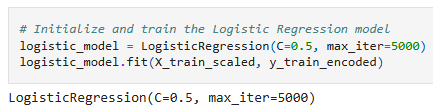 # Initialize and train the Logistic Regression model
logistic_model = LogisticRegression(C=0.5, max_iter=5000)
logistic_model.fit(X_train_scaled, y_train_encoded)
LogisticRegression(C=0.5, max_iter=5000)